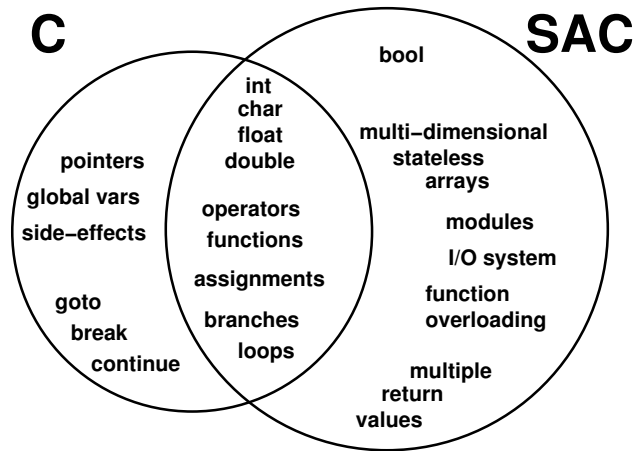 C
SAC
pointers
global vars
side−effects
goto
break
continue
int
char
float
double
operators
functions
assignments
branches
loops
bool
multi−dimensional
stateless
arrays
modules
I/O system
function
overloading
multiple
return
values